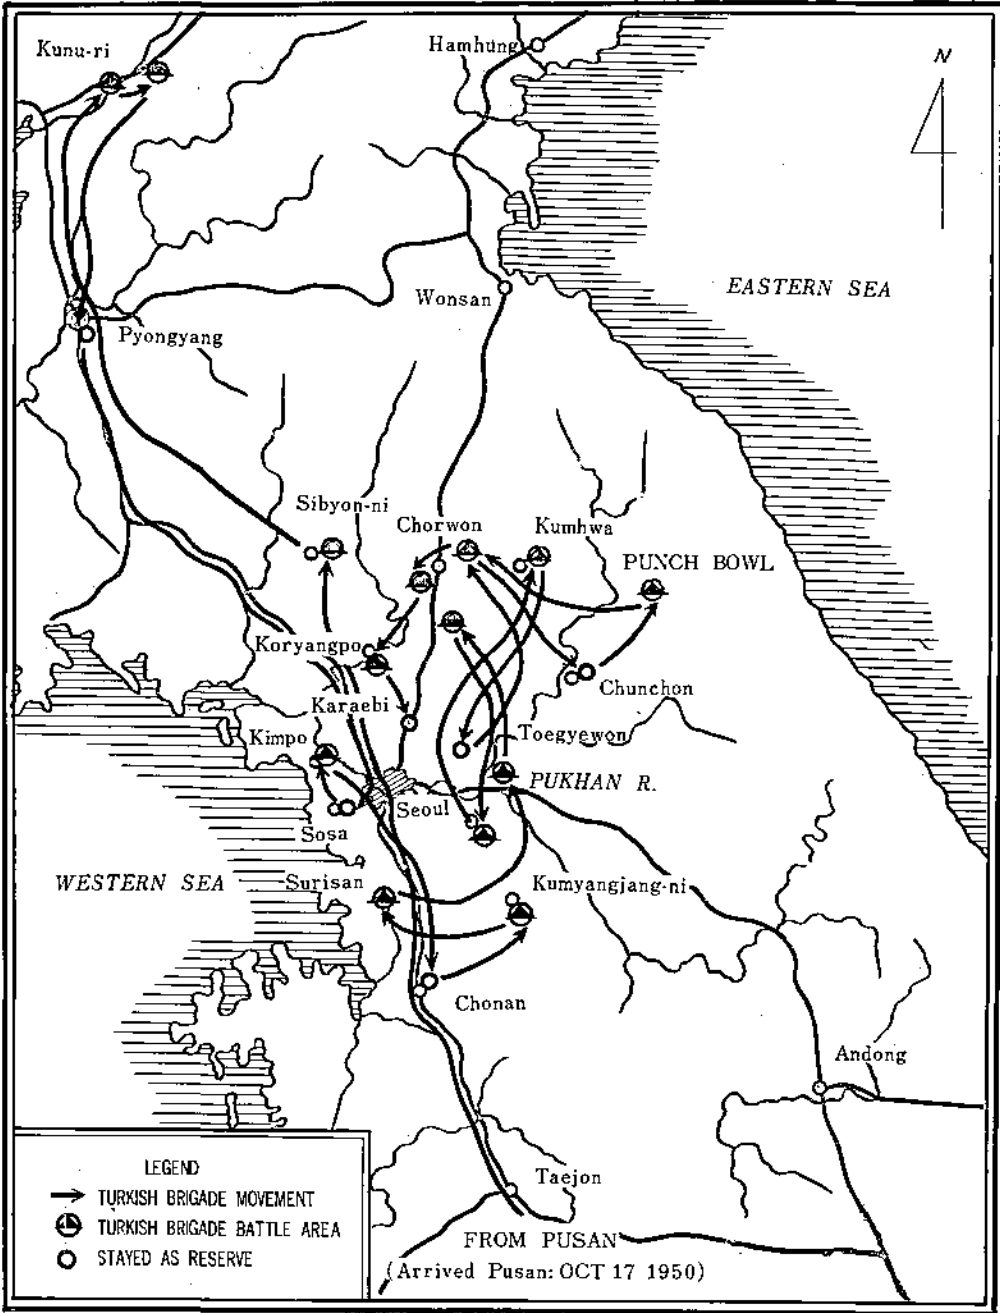 Kunu-ri
Hamhung
N
EASTERN SEA
Wonsan
Pyongyang
Sibyon-ni
Chorwon
Kumhwa
PUNCH BOWL
Koryangpo
Chunchon
Karaebi
Kimpo
Toegyewon
PUKHAN R.
Seoul
Sosa
WESTERN SEA
Surisan
Kumyangjang-ni
Chonan
Andong
Taejon
FROM PUSAN
(Arrived Pusan: OCT 17 1950)
LEGEND
TURKISH BRIGADE MOVEMENT
TURKISH BRIGADE BATTLE AREA
STAYED AS RESERVE